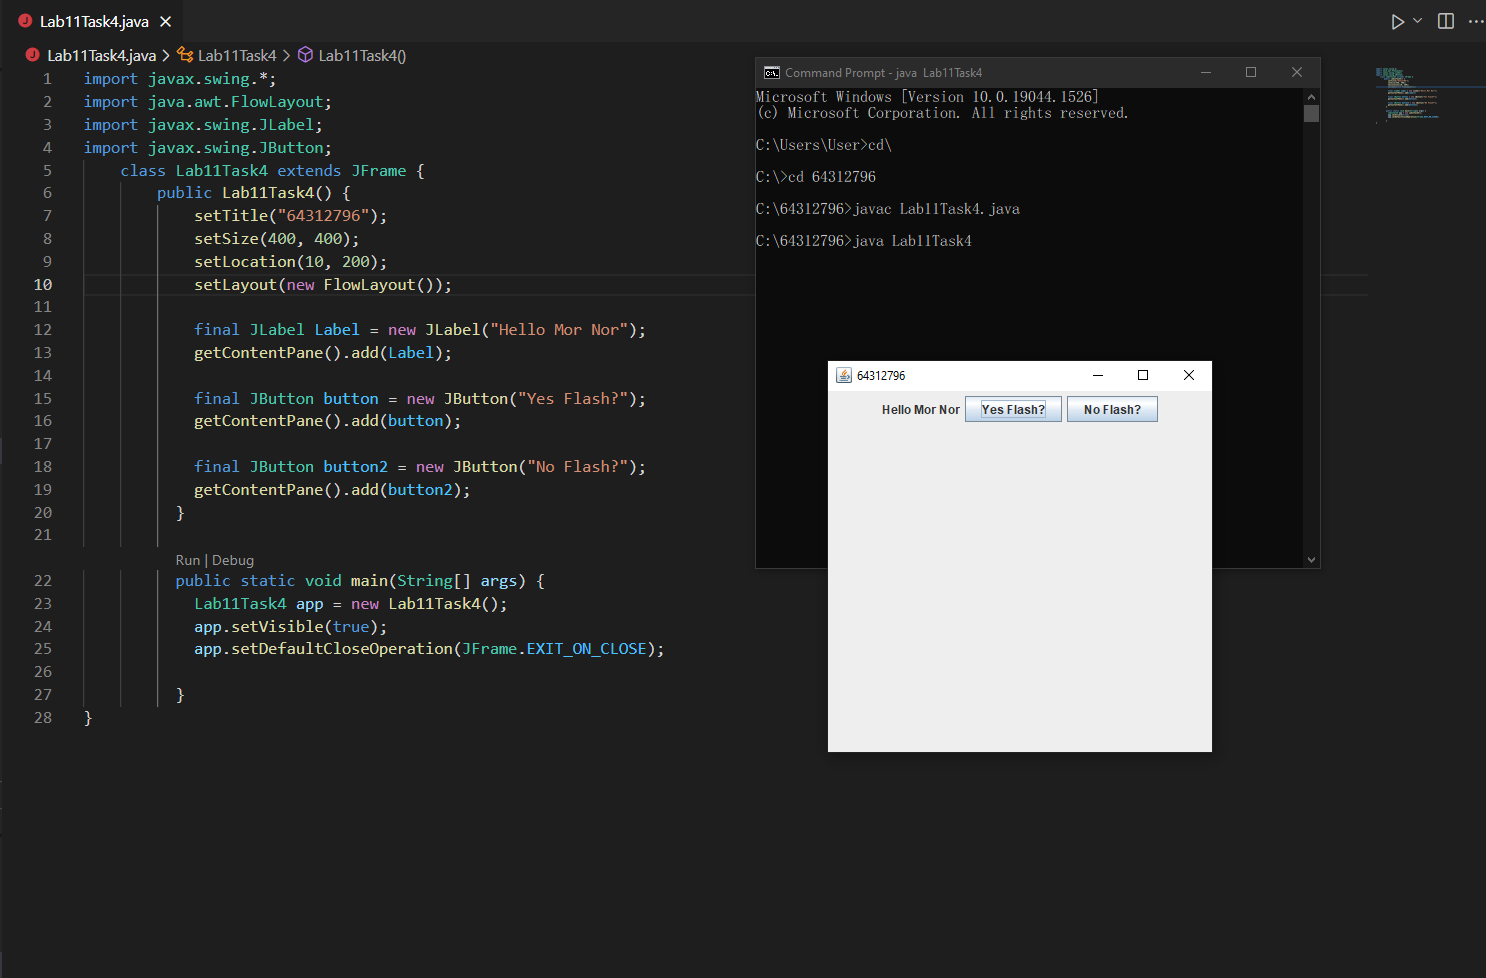 Lab11Task4.java
Lab11Task4.java > Lab11Task4 > Lab11Task4()
1 import javax.swing.*;
2 import java.awt.FlowLayout;
3 import javax.swing.JLabel;
4 import javax.swing.JButton;
5 class Lab11Task4 extends JFrame {
6 public Lab11Task4() {
7 setTitle("64312796");
8 setSize(400, 400);
9 setLocation(10, 200);
10 setLayout(new FlowLayout());
11
12 final JLabel Label = new JLabel("Hello Mor Nor");
13 getContentPane().add(Label);
14
15 final JButton button = new JButton("Yes Flash?");
16 getContentPane().add(button);
17
18 final JButton button2 = new JButton("No Flash?");
19 getContentPane().add(button2);
20 }
21
Run | Debug
22 public static void main(String[] args) {
23 Lab11Task4 app = new Lab11Task4();
24 app.setVisible(true);
25 app.setDefaultCloseOperation(JFrame.EXIT_ON_CLOSE);
26
27 }
28 }
Command Prompt - java Lab11Task4
Microsoft Windows [Version 10.0.19044.1526]
(c) Microsoft Corporation. All rights reserved.
C:\Users\User>cd\
C:\>cd 64312796
C:\64312796>javac Lab11Task4.java
C:\64312796>java Lab11Task4
64312796
Hello Mor Nor Yes Flash? No Flash?